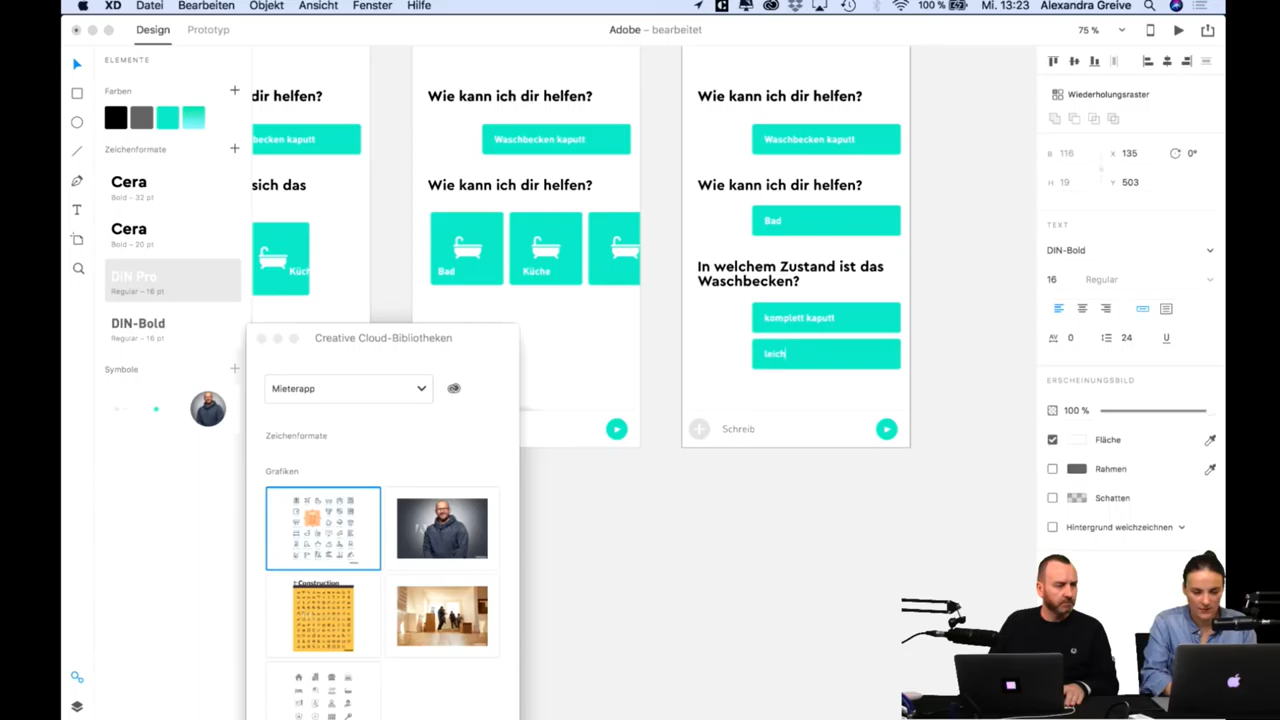 XD Datei Bearbeiten Objekt Ansicht Fenster Hilfe 100 % Mi. 13:23 Alexandra Greive
Design Prototyp Adobe – bearbeitet 75 %
ELEMENTE
Farben
Zeichenformate
Cera
Bold – 32 pt
Cera
Bold – 20 pt
DIN Pro
Regular – 16 pt
DIN-Bold
Regular – 16 pt
Symbole
dir helfen?
becken kaputt
sich das
Küch
Wie kann ich dir helfen?
Waschbecken kaputt
Wie kann ich dir helfen?
Bad
Küche
Wie kann ich dir helfen?
Waschbecken kaputt
Wie kann ich dir helfen?
Bad
In welchem Zustand ist das
Waschbecken?
komplett kaputt
leich
Schreib
Creative Cloud-Bibliotheken
Mieterapp
Zeichenformate
Grafiken
Construction
Wiederholungsraster
B 116 X 135 0°
H 19 Y 503
TEXT
DIN-Bold
16 Regular
AV 0 24 U
ERSCHEINUNGSBILD
100 %
Fläche
Rahmen
Schatten
Hintergrund weichzeichnen